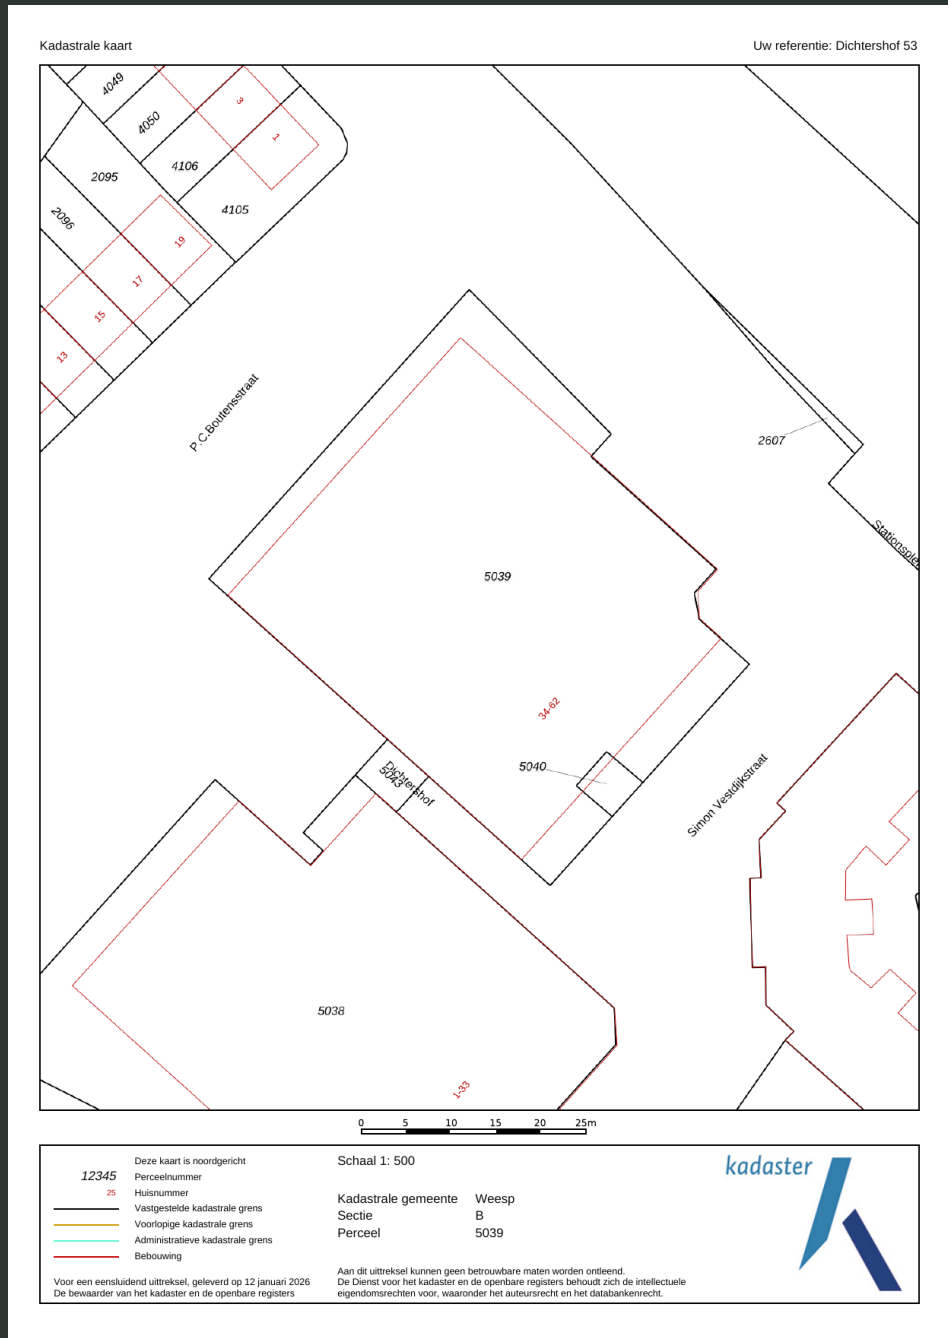 Kadastrale kaart
Uw referentie: Dichtershof 53
4049
3
4050
1
4106
2095
4105
2096
19
17
15
13
P.C.Boutensstraat
2607
Stationsple
5039
34-62
5040
Dichtershof
5043
Simon Vestdijkstraat
5038
1-33
0 5 10 15 20 25m
Deze kaart is noordgericht
12345 Perceelnummer
25 Huisnummer
Vastgestelde kadastrale grens
Voorlopige kadastrale grens
Administratieve kadastrale grens
Bebouwing
Voor een eensluidend uittreksel, geleverd op 12 januari 2026
De bewaarder van het kadaster en de openbare registers
Schaal 1: 500
Kadastrale gemeente Weesp
Sectie B
Perceel 5039
Aan dit uittreksel kunnen geen betrouwbare maten worden ontleend.
De Dienst voor het kadaster en de openbare registers behoudt zich de intellectuele
eigendomsrechten voor, waaronder het auteursrecht en het databankenrecht.
kadaster